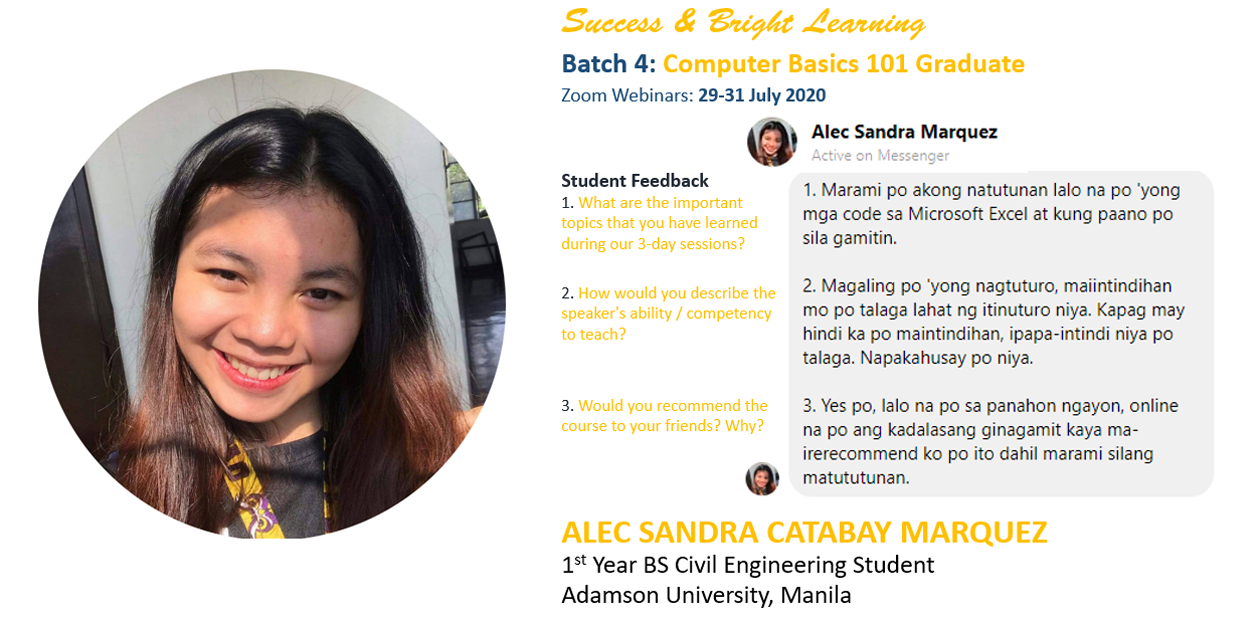 Success & Bright Learning
Batch 4: Computer Basics 101 Graduate
Zoom Webinars: 29-31 July 2020
Alec Sandra Marquez
Active on Messenger
Student Feedback
1. What are the important
topics that you have learned
during our 3-day sessions?
1. Marami po akong natutunan lalo na po 'yong
mga code sa Microsoft Excel at kung paano po
sila gamitin.
2. How would you describe the
speaker's ability / competency
to teach?
2. Magaling po 'yong nagtuturo, maiintindihan
mo po talaga lahat ng itinuturo niya. Kapag may
hindi ka po maintindihan, ipapa-intindi niya po
talaga. Napakahusay po niya.
3. Would you recommend the
course to your friends? Why?
3. Yes po, lalo na po sa panahon ngayon, online
na po ang kadalasang ginagamit kaya ma-
irerecommend ko po ito dahil marami silang
matututunan.
ALEC SANDRA CATABAY MARQUEZ
1st Year BS Civil Engineering Student
Adamson University, Manila